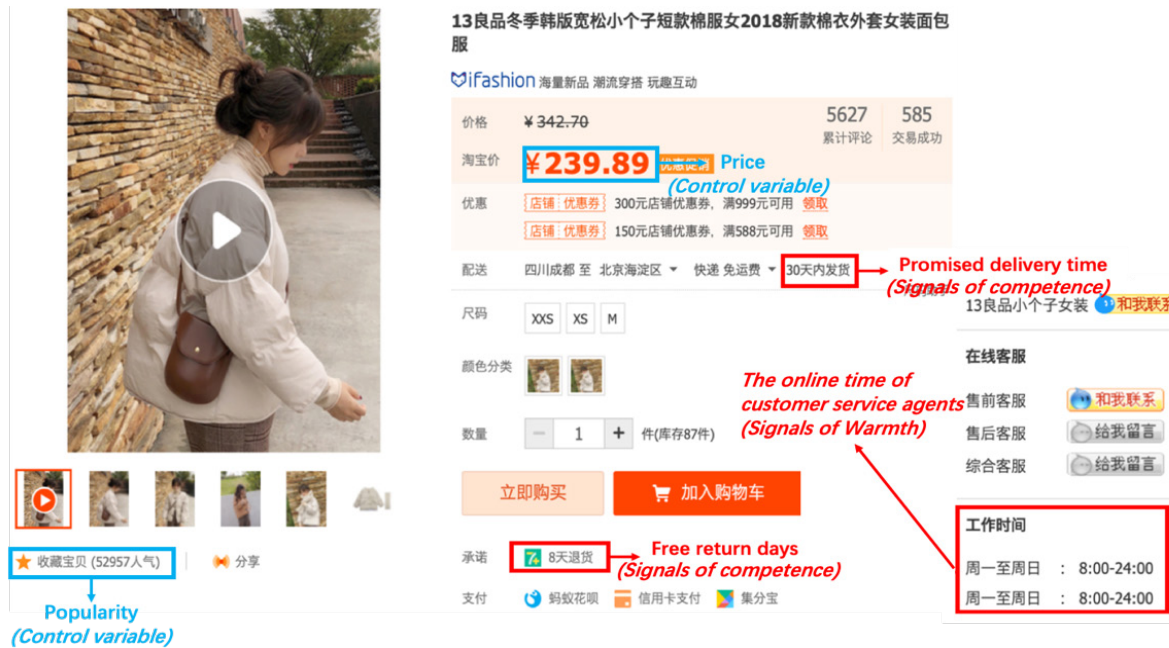 13良品冬季韩版宽松小个子短款棉服女2018新款棉衣外套女装面包
服
ifashion 海量新品 潮流穿搭 玩趣互动
价格 ¥ 342.70
5627 585
累计评论 交易成功
淘宝价 ¥239.89
Price
(Control variable)
优惠 店铺 优惠券 300元店铺优惠券,满999元可用 领取
店铺 优惠券 150元店铺优惠券,满588元可用 领取
配送 四川成都 至 北京海淀区 快递 免运费 30天内发货
Promised delivery time
(Signals of competence)
13良品小个子女装 和我联系
尺码 XXS XS M
在线客服
颜色分类
The online time of
customer service agents
(Signals of Warmth)
售前客服 和我联系
售后客服 给我留言
综合客服 给我留言
数量 − 1 + 件(库存87件)
立即购买 加入购物车
工作时间
周一至周日 : 8:00-24:00
周一至周日 : 8:00-24:00
承诺 7+ 8天退货
Free return days
(Signals of competence)
支付 蚂蚁花呗 信用卡支付 集分宝
收藏宝贝 (52957人气) 分享
Popularity
(Control variable)